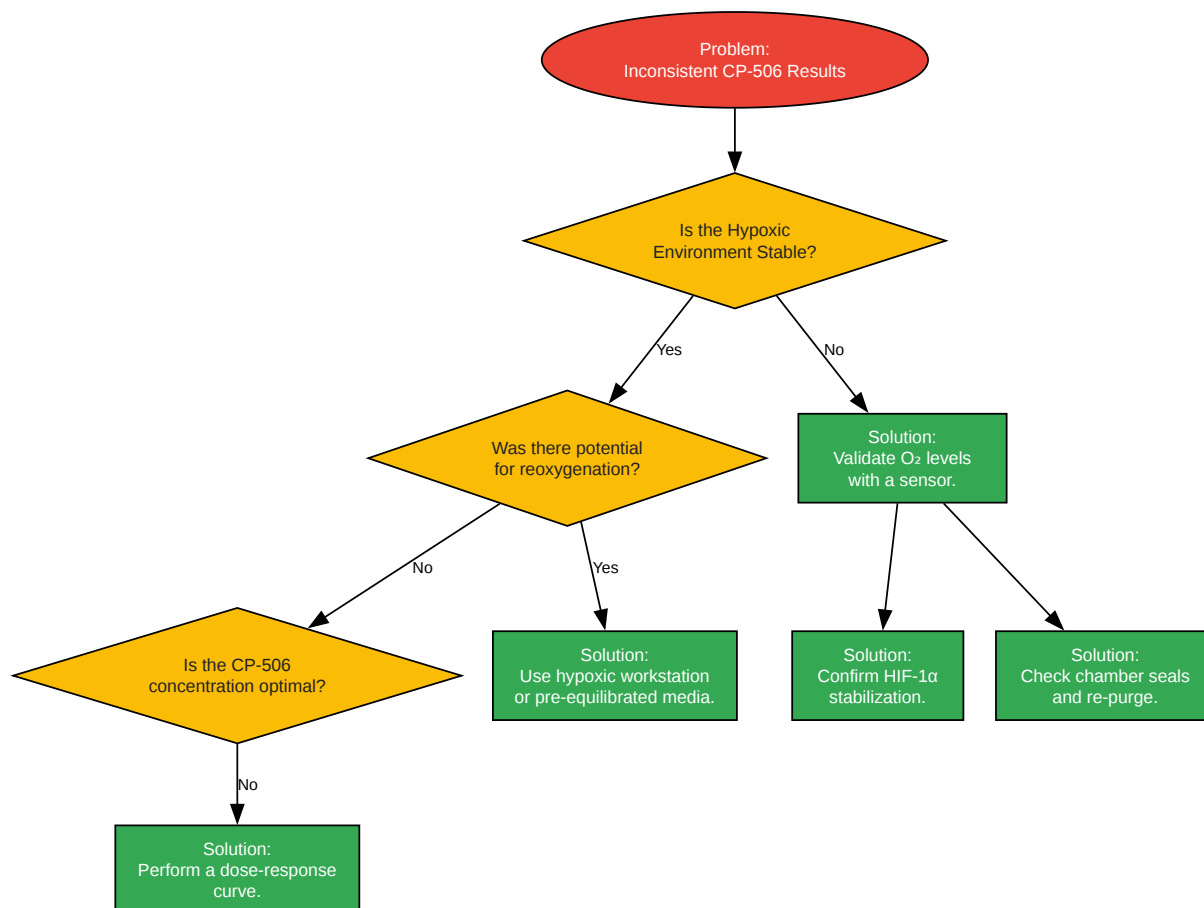 Problem:
Inconsistent CP-506 Results
Is the Hypoxic
Environment Stable?
Yes
No
Was there potential
for reoxygenation?
Solution:
Validate O₂ levels
with a sensor.
No
Yes
Is the CP-506
concentration optimal?
Solution:
Use hypoxic workstation
or pre-equilibrated media.
Solution:
Confirm HIF-1α
stabilization.
Solution:
Check chamber seals
and re-purge.
No
Solution:
Perform a dose-response
curve.